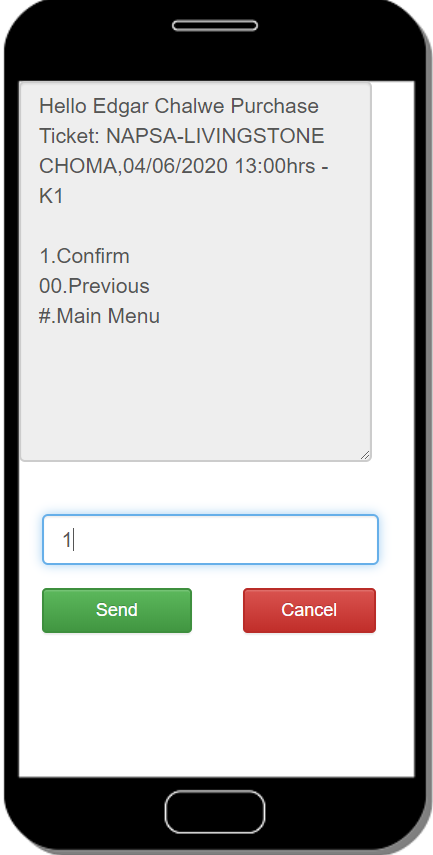 Hello Edgar Chalwe Purchase
Ticket: NAPSA-LIVINGSTONE
CHOMA,04/06/2020 13:00hrs -
K1
1.Confirm
00.Previous
#.Main Menu
1
Send Cancel